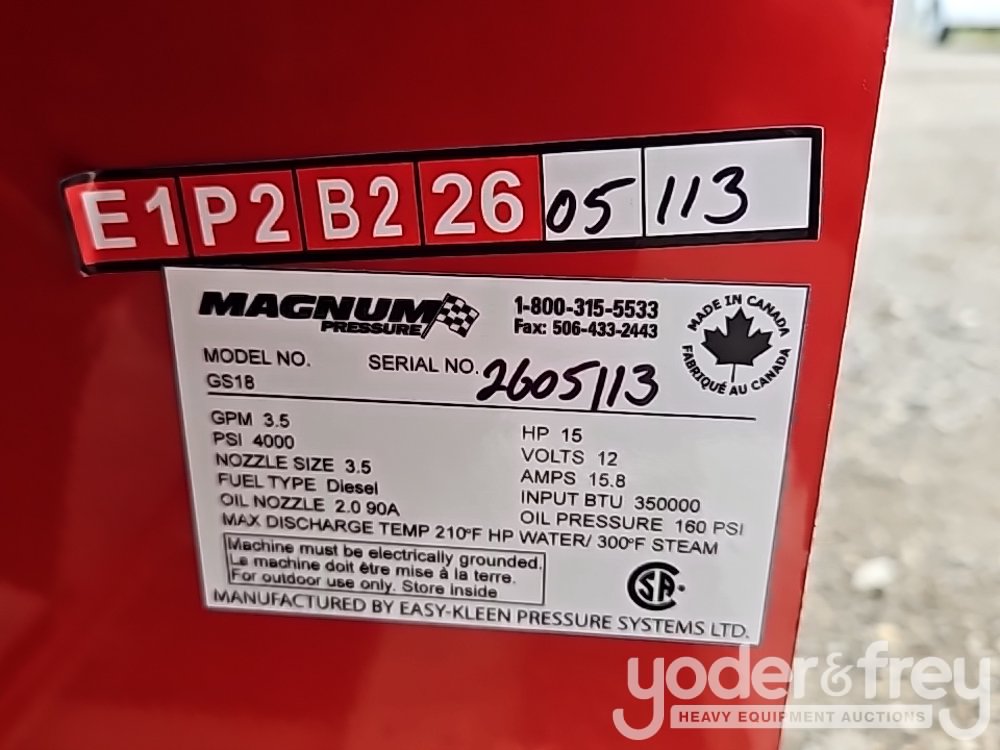 E1 P2 B2 26 05 113
MAGNUM
PRESSURE
1-800-315-5533
Fax: 506-433-2443
MADE IN CANADA
FABRIQUÉ AU CANADA
MODEL NO.
GS18
SERIAL NO. 2605113
GPM 3.5
PSI 4000
NOZZLE SIZE 3.5
FUEL TYPE Diesel
OIL NOZZLE 2.0 90A
HP 15
VOLTS 12
AMPS 15.8
INPUT BTU 350000
OIL PRESSURE 160 PSI
MAX DISCHARGE TEMP 210°F HP WATER/ 300°F STEAM
Machine must be electrically grounded.
La machine doit être mise à la terre.
For outdoor use only. Store inside
SA
MANUFACTURED BY EASY-KLEEN PRESSURE SYSTEMS LTD.
yoder&frey
HEAVY EQUIPMENT AUCTIONS